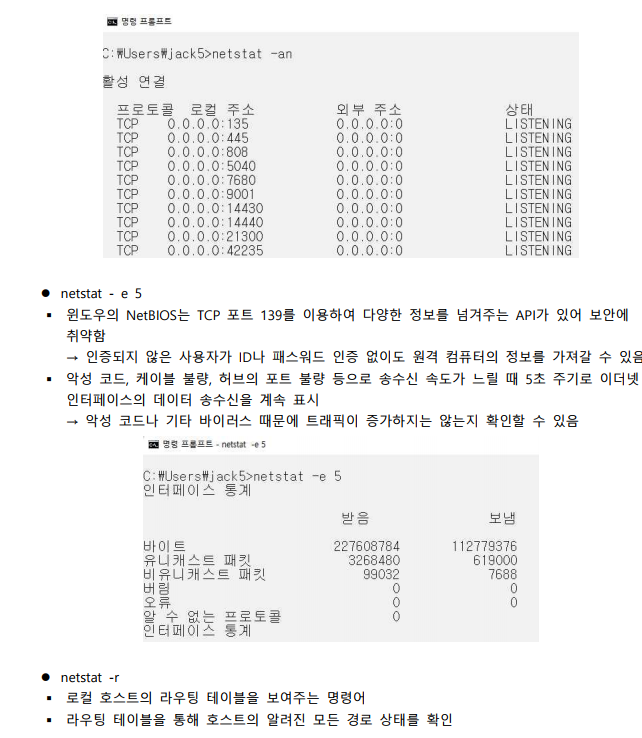 명령 프롬프트
C:₩Users₩jack5>netstat -an
활성 연결
프로토콜 로컬 주소 외부 주소 상태
TCP 0.0.0.0:135 0.0.0.0:0 LISTENING
TCP 0.0.0.0:445 0.0.0.0:0 LISTENING
TCP 0.0.0.0:808 0.0.0.0:0 LISTENING
TCP 0.0.0.0:5040 0.0.0.0:0 LISTENING
TCP 0.0.0.0:7680 0.0.0.0:0 LISTENING
TCP 0.0.0.0:9001 0.0.0.0:0 LISTENING
TCP 0.0.0.0:14430 0.0.0.0:0 LISTENING
TCP 0.0.0.0:14440 0.0.0.0:0 LISTENING
TCP 0.0.0.0:21300 0.0.0.0:0 LISTENING
TCP 0.0.0.0:42235 0.0.0.0:0 LISTENING
● netstat - e 5
▪ 윈도우의 NetBIOS는 TCP 포트 139를 이용하여 다양한 정보를 넘겨주는 API가 있어 보안에
취약함
→ 인증되지 않은 사용자가 ID나 패스워드 인증 없이도 원격 컴퓨터의 정보를 가져갈 수 있음
▪ 악성 코드, 케이블 불량, 허브의 포트 불량 등으로 송수신 속도가 느릴 때 5초 주기로 이더넷
인터페이스의 데이터 송수신을 계속 표시
→ 악성 코드나 기타 바이러스 때문에 트래픽이 증가하지는 않는지 확인할 수 있음
명령 프롬프트 - netstat -e 5
C:₩Users₩jack5>netstat -e 5
인터페이스 통계
받음 보냄
바이트 227608784 112779376
유니캐스트 패킷 3268480 619000
비유니캐스트 패킷 99032 7688
버림 0 0
오류 0 0
알 수 없는 프로토콜 0
인터페이스 통계
● netstat -r
▪ 로컬 호스트의 라우팅 테이블을 보여주는 명령어
▪ 라우팅 테이블을 통해 호스트의 알려진 모든 경로 상태를 확인